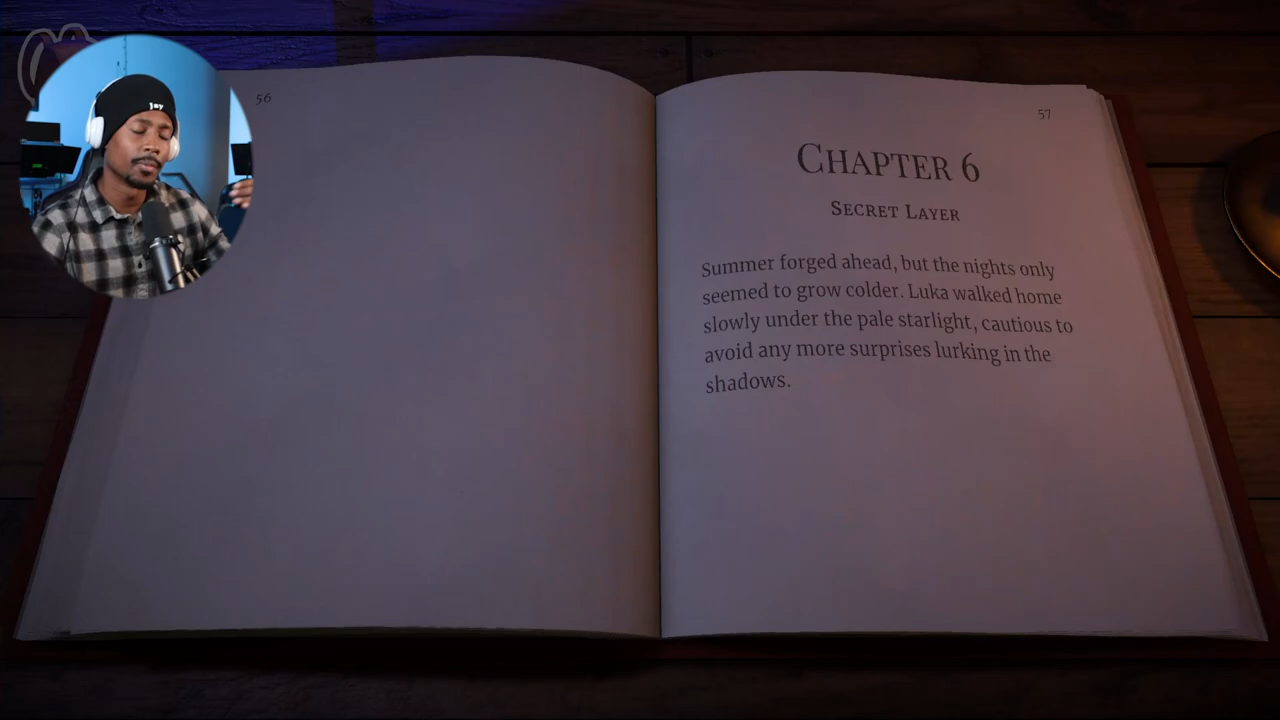 Jay
56
57
Chapter 6
Secret Layer
Summer forged ahead, but the nights only
seemed to grow colder. Luka walked home
slowly under the pale starlight, cautious to
avoid any more surprises lurking in the
shadows.